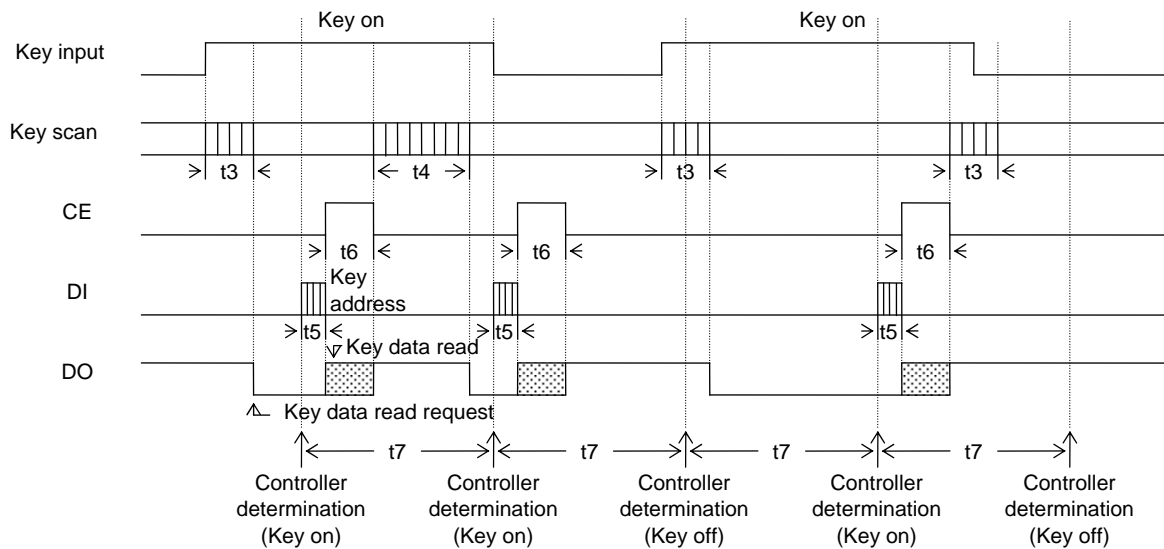 Key on
Key on
Key input
Key scan
t3
t4
t3
t3
CE
t6
t6
t6
DI
Key
address
t5
t5
t5
Key data read
DO
Key data read request
t7
t7
t7
t7
Controller
determination
(Key on)
Controller
determination
(Key on)
Controller
determination
(Key off)
Controller
determination
(Key on)
Controller
determination
(Key off)